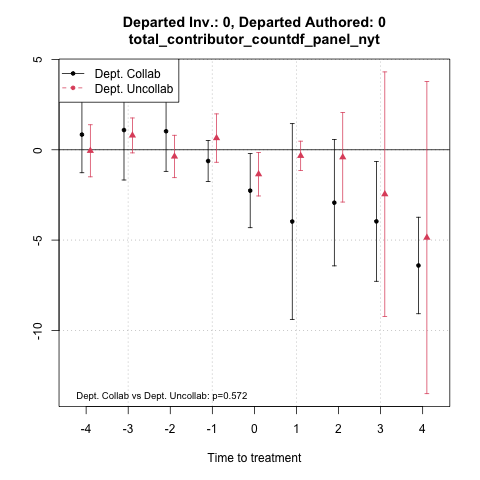 Departed Inv.: 0, Departed Authored: 0
total_contributor_countdf_panel_nyt
Dept. Collab
Dept. Uncollab
5
0
-5
-10
Dept. Collab vs Dept. Uncollab: p=0.572
-4 -3 -2 -1 0 1 2 3 4
Time to treatment